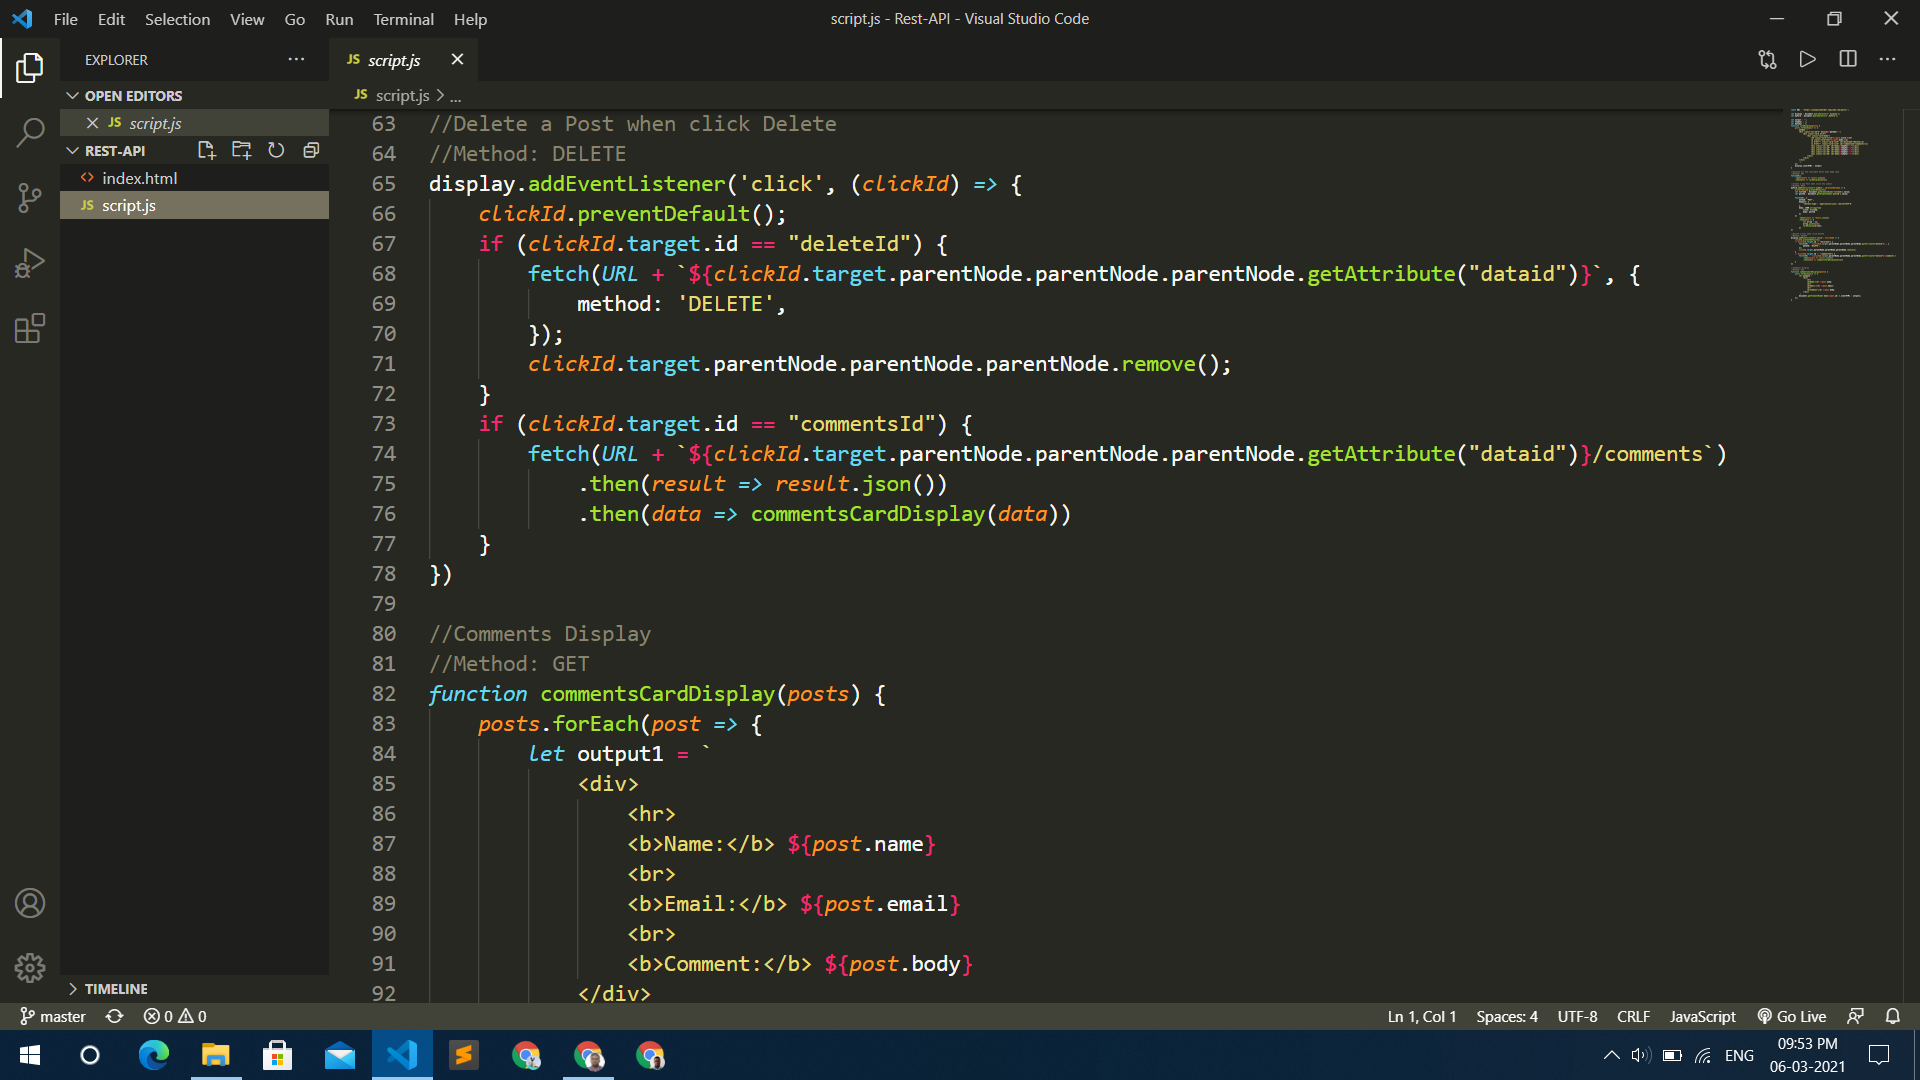 File Edit Selection View Go Run Terminal Help
script.js - Rest-API - Visual Studio Code
EXPLORER
JS script.js
OPEN EDITORS
JS script.js
REST-API
<> index.html
JS script.js
TIMELINE
JS script.js > ...
63 //Delete a Post when click Delete
64 //Method: DELETE
65 display.addEventListener('click', (clickId) => {
66 clickId.preventDefault();
67 if (clickId.target.id == "deleteId") {
68 fetch(URL + `${clickId.target.parentNode.parentNode.parentNode.getAttribute("dataid")}`, {
69 method: 'DELETE',
70 });
71 clickId.target.parentNode.parentNode.parentNode.remove();
72 }
73 if (clickId.target.id == "commentsId") {
74 fetch(URL + `${clickId.target.parentNode.parentNode.parentNode.getAttribute("dataid")}/comments`)
75 .then(result => result.json())
76 .then(data => commentsCardDisplay(data))
77 }
78 })
79
80 //Comments Display
81 //Method: GET
82 function commentsCardDisplay(posts) {
83 posts.forEach(post => {
84 let output1 = `
85 <div>
86 <hr>
87 <b>Name:</b> ${post.name}
88 <br>
89 <b>Email:</b> ${post.email}
90 <br>
91 <b>Comment:</b> ${post.body}
92 </div>
master 0 0
Ln 1, Col 1 Spaces: 4 UTF-8 CRLF JavaScript Go Live
ENG
09:53 PM
06-03-2021